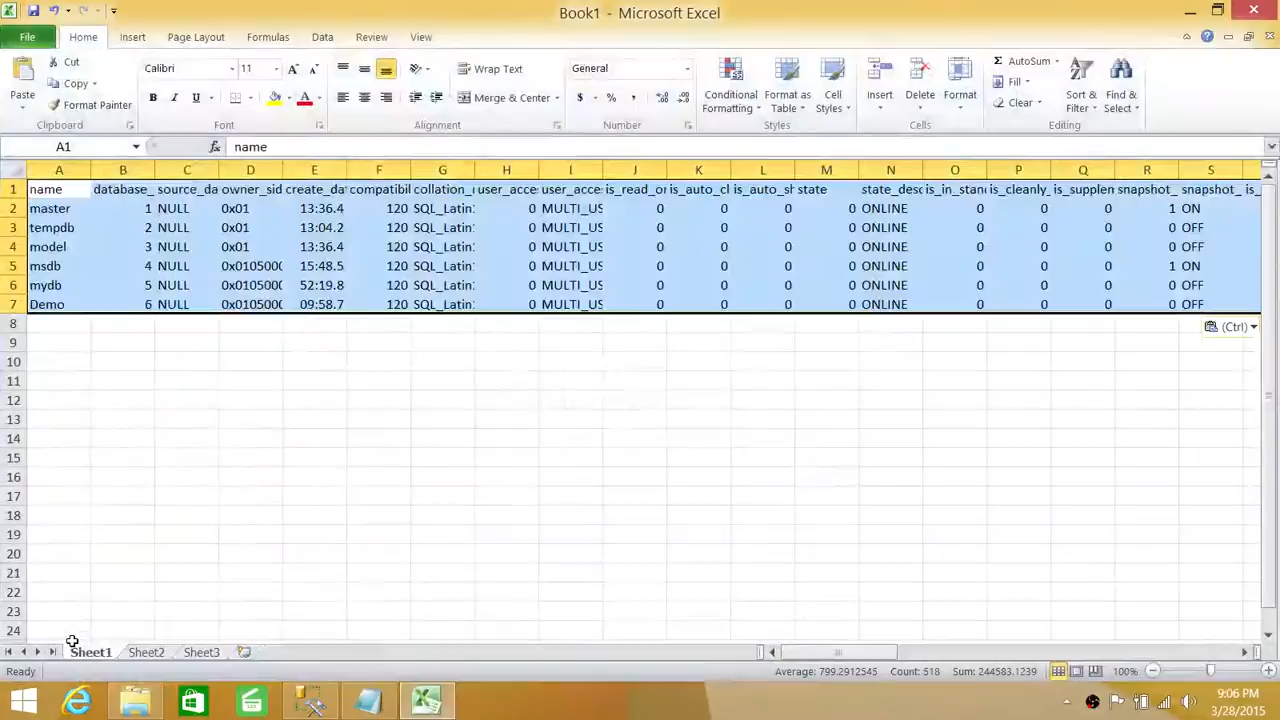 Book1 - Microsoft Excel
File Home Insert Page Layout Formulas Data Review View
Cut
Copy
Format Painter
Paste
Calibri 11
B I U
Wrap Text
Merge & Center
General
$ % ,
Conditional Formatting
Format as Table
Cell Styles
Insert Delete Format
AutoSum
Fill
Clear
Sort & Filter
Find & Select
Clipboard Font Alignment Number Styles Cells Editing
A1 fx name
A B C D E F G H I J K L M N O P Q R S
1 name database_ source_da owner_sid create_da compatibil collation_ user_acce user_acce is_read_o is_auto_cl is_auto_sh state state_desc is_in_stan is_cleanly_ is_supplem snapshot_ snapshot_ is_
2 master 1 NULL 0x01 13:36.4 120 SQL_Latin 0 MULTI_US 0 0 0 0 ONLINE 0 0 0 1 ON
3 tempdb 2 NULL 0x01 13:04.2 120 SQL_Latin 0 MULTI_US 0 0 0 0 ONLINE 0 0 0 0 OFF
4 model 3 NULL 0x01 13:36.4 120 SQL_Latin 0 MULTI_US 0 0 0 0 ONLINE 0 0 0 0 OFF
5 msdb 4 NULL 0x010500 15:48.5 120 SQL_Latin 0 MULTI_US 0 0 0 0 ONLINE 0 0 0 1 ON
6 mydb 5 NULL 0x010500 52:19.8 120 SQL_Latin 0 MULTI_US 0 0 0 0 ONLINE 0 0 0 0 OFF
7 Demo 6 NULL 0x010500 09:58.7 120 SQL_Latin 0 MULTI_US 0 0 0 0 ONLINE 0 0 0 0 OFF
8
(Ctrl)
9
10
11
12
13
14
15
16
17
18
19
20
21
22
23
24
Sheet1 Sheet2 Sheet3
Ready Average: 799.2912545 Count: 518 Sum: 244583.1239 100%
9:06 PM
3/28/2015